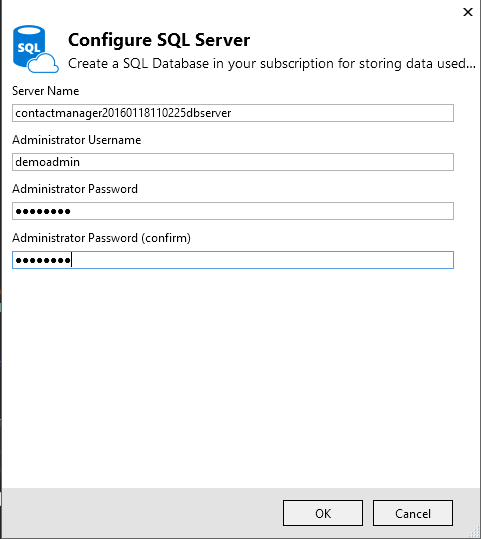 SQL
Configure SQL Server
Create a SQL Database in your subscription for storing data used...
Server Name
contactmanager20160118110225dbserver
Administrator Username
demoadmin
Administrator Password
●●●●●●●●
Administrator Password (confirm)
●●●●●●●●
OK Cancel